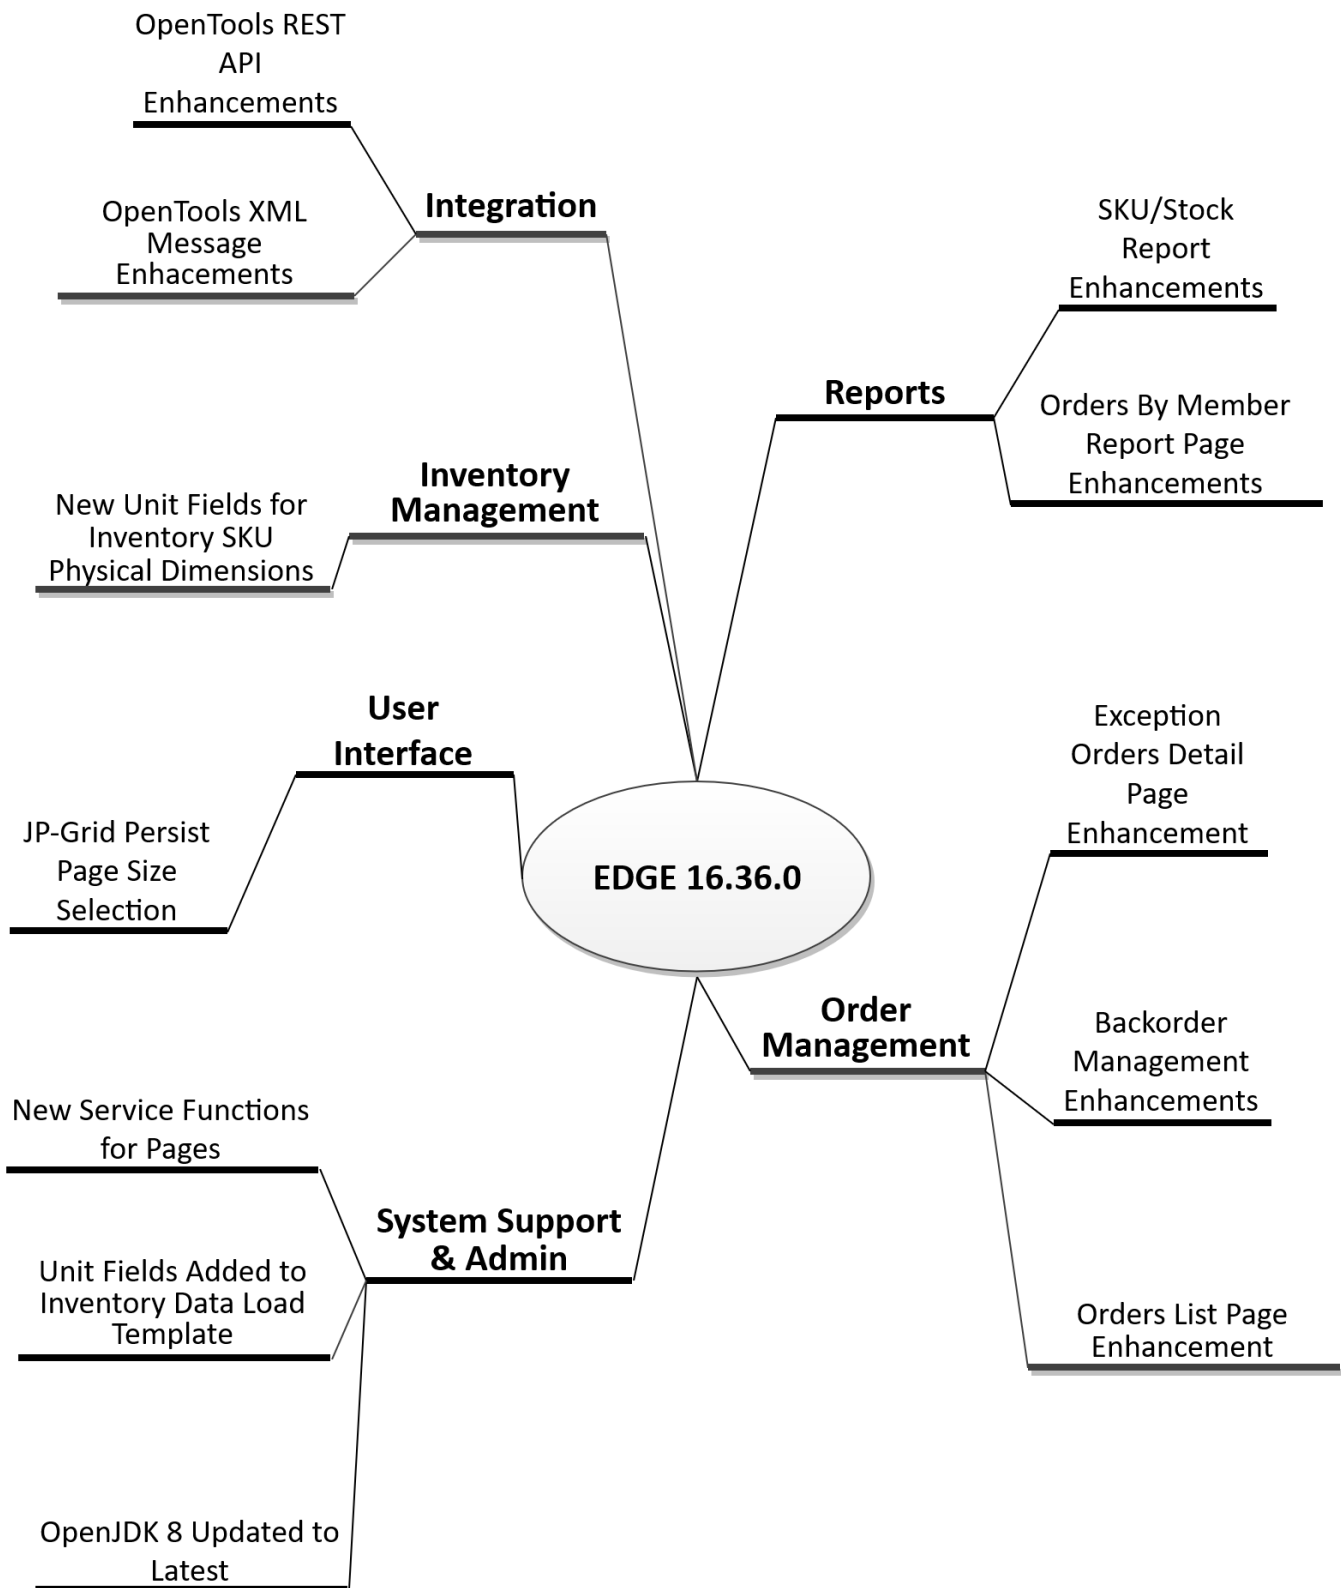 OpenTools REST
API
Enhancements
Integration
OpenTools XML
Message
Enhacements
SKU/Stock
Report
Enhancements
Reports
Orders By Member
Report Page
Enhancements
Inventory
Management
New Unit Fields for
Inventory SKU
Physical Dimensions
User
Interface
JP-Grid Persist
Page Size
Selection
EDGE 16.36.0
Exception
Orders Detail
Page
Enhancement
Order
Management
Backorder
Management
Enhancements
Orders List Page
Enhancement
New Service Functions
for Pages
System Support
& Admin
Unit Fields Added to
Inventory Data Load
Template
OpenJDK 8 Updated to
Latest